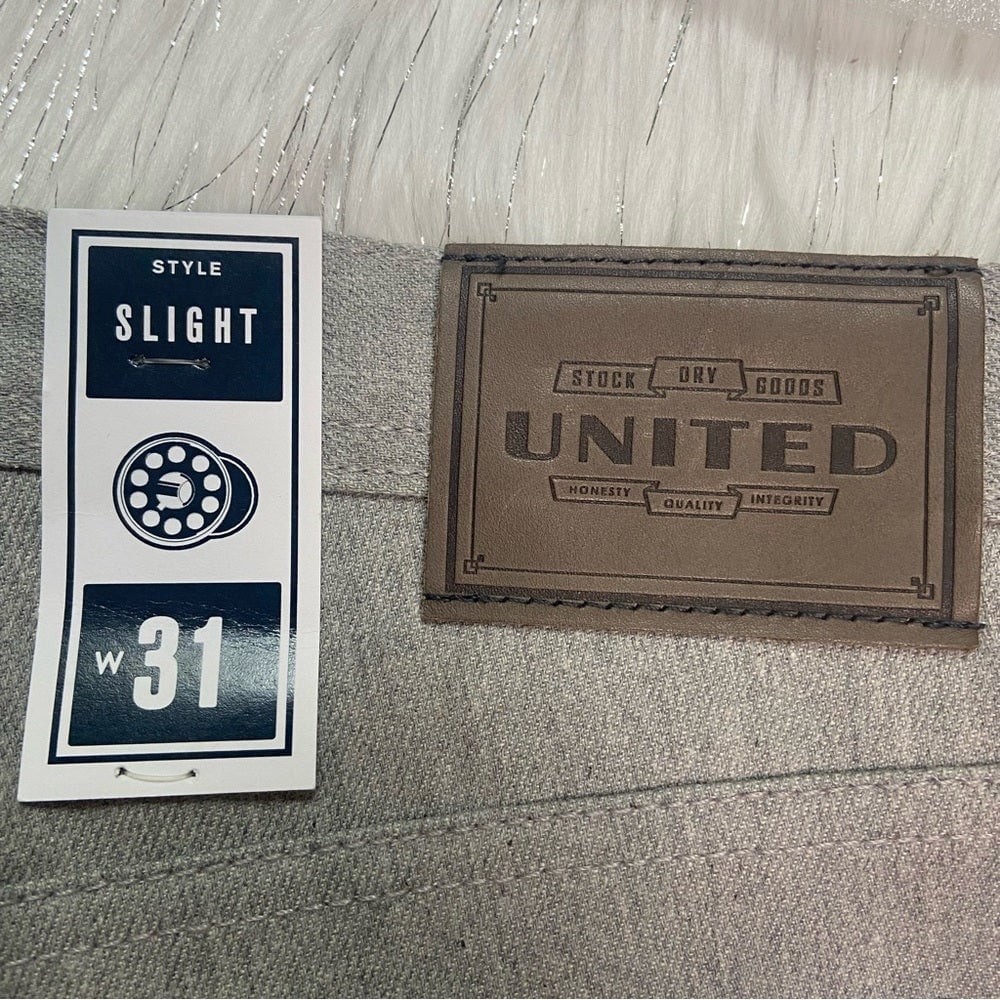 STYLE
SLIGHT
W 31
STOCK DRY GOODS
UNITED
HONESTY QUALITY INTEGRITY